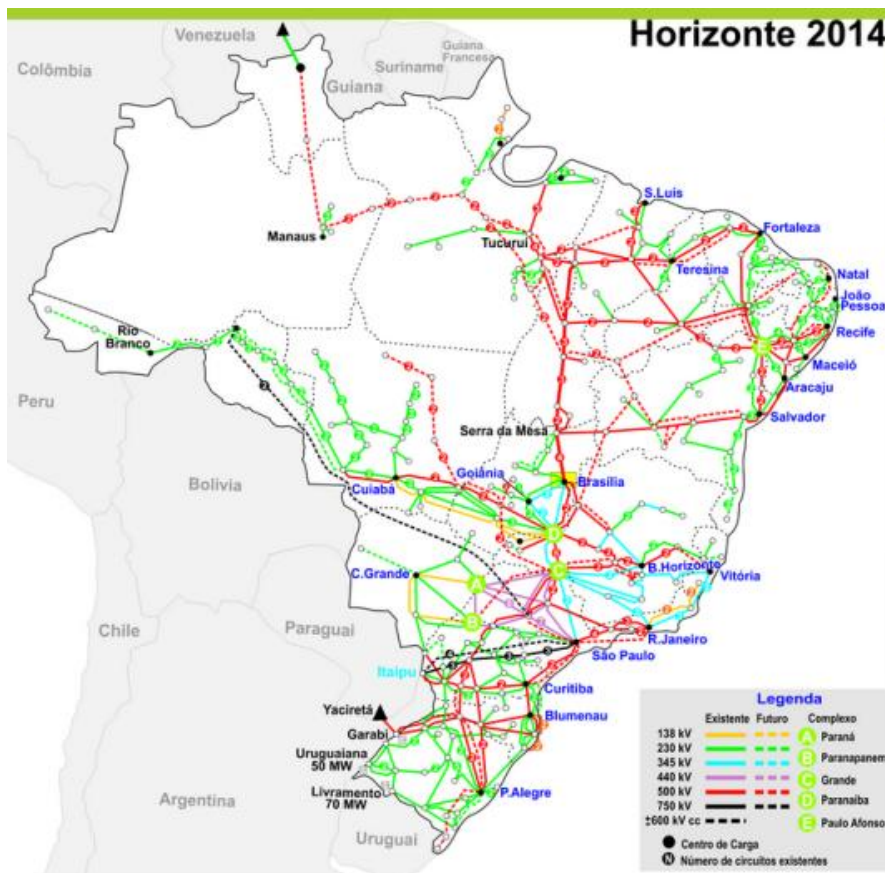 Horizonte 2014
Venezuela
Colômbia
Guiana
Suriname
Guiana
Francesa
Manaus
Tucuruí
S.Luis
Fortaleza
Teresina
Natal
João
Pessoa
Recife
Maceió
Aracaju
Salvador
Rio
Branco
Peru
Bolívia
Serra da Mesa
Goiânia
Brasília
Cuiabá
D
E
C.Grande
A
B
C
B.Horizonte
Vitória
R.Janeiro
São Paulo
Chile
Paraguai
Itaipu
Curitiba
Yaciretá
Blumenau
Garabi
Uruguaiana
50 MW
Livramento
70 MW
P.Alegre
Argentina
Uruguai
Legenda
Existente Futuro Complexo
138 kV A Paraná
230 kV B Paranapanem
345 kV C Grande
440 kV
500 kV D Paranaíba
750 kV E Paulo Afonso
±600 kV cc
Centro de Carga
N Número de circuitos existentes